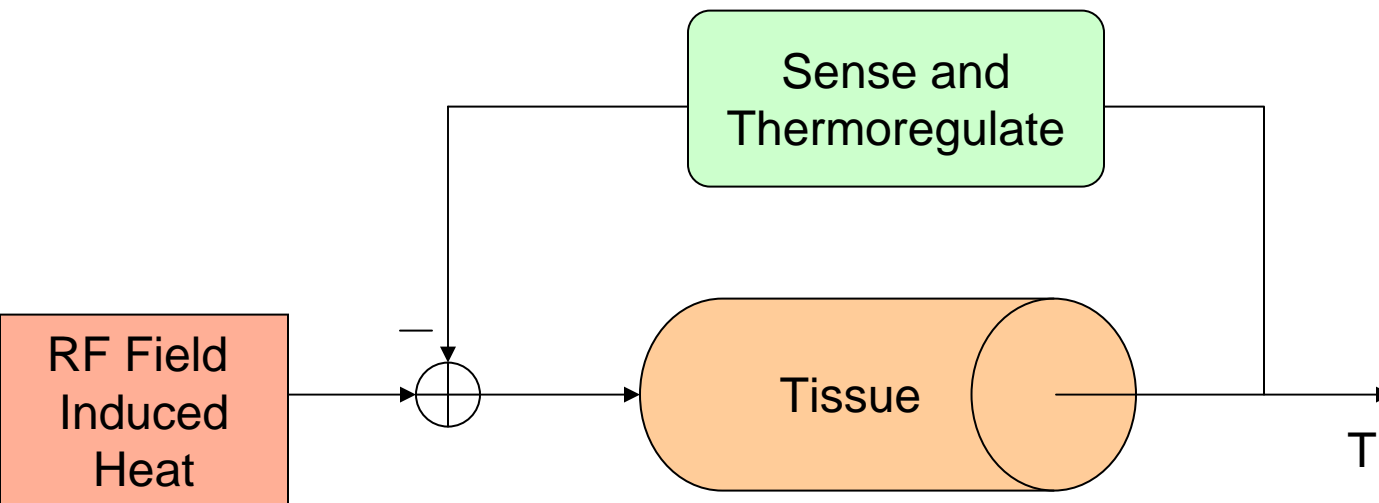 Sense and
Thermoregulate
—
RF Field
Induced
Heat
Tissue
T